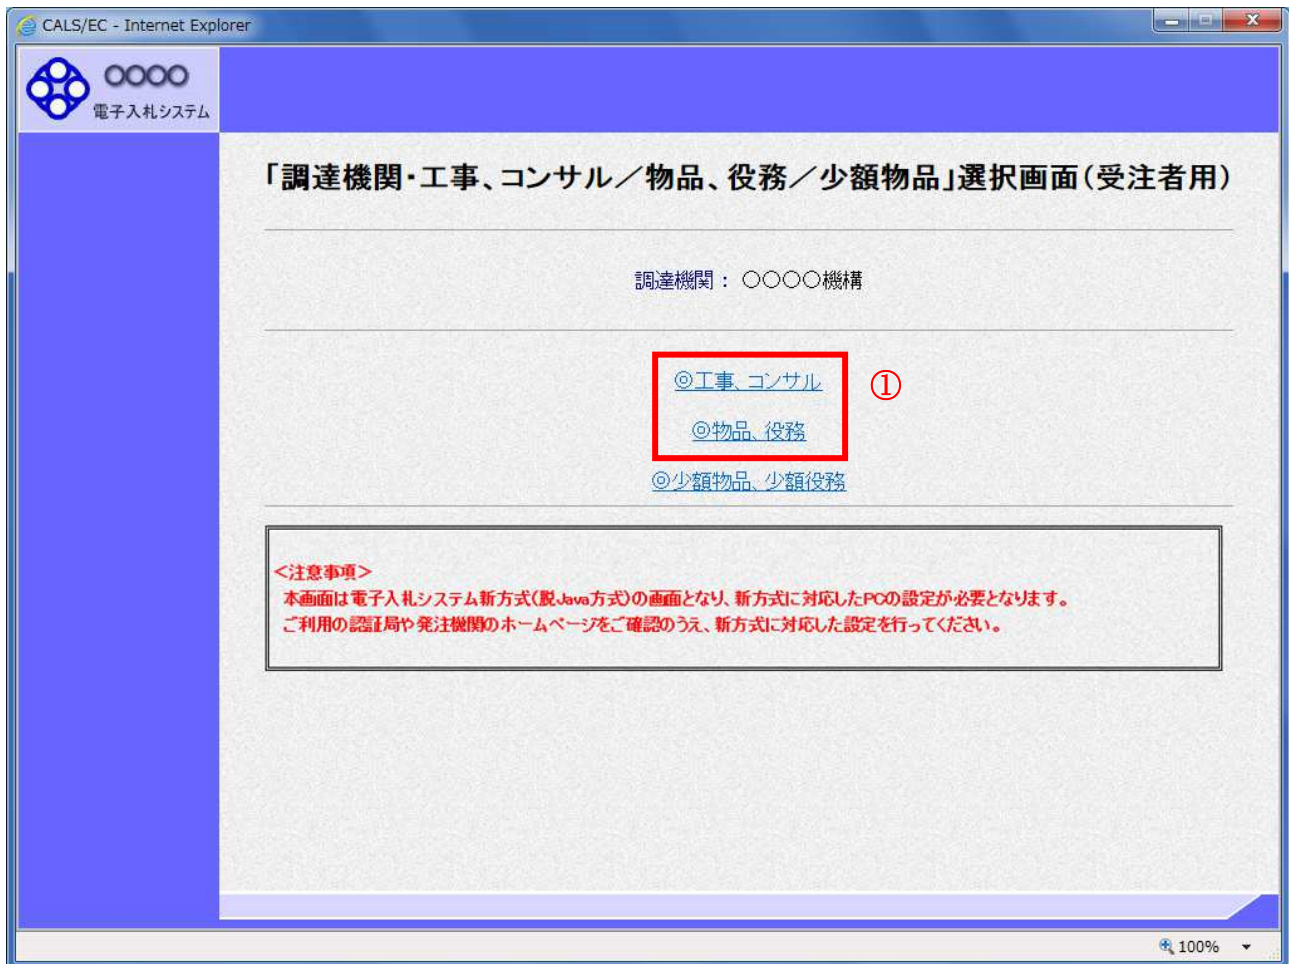 CALS/EC - Internet Explorer
〇〇〇〇
電子入札システム
「調達機関・工事、コンサル／物品、役務／少額物品」選択画面（受注者用）
調達機関： 〇〇〇〇機構
◎工事、コンサル
①
◎物品、役務
◎少額物品、少額役務
＜注意事項＞
本画面は電子入札システム新方式(脱Java方式)の画面となり、新方式に対応したPCの設定が必要となります。
ご利用の認証局や発注機関のホームページをご確認のうえ、新方式に対応した設定を行ってください。
100%